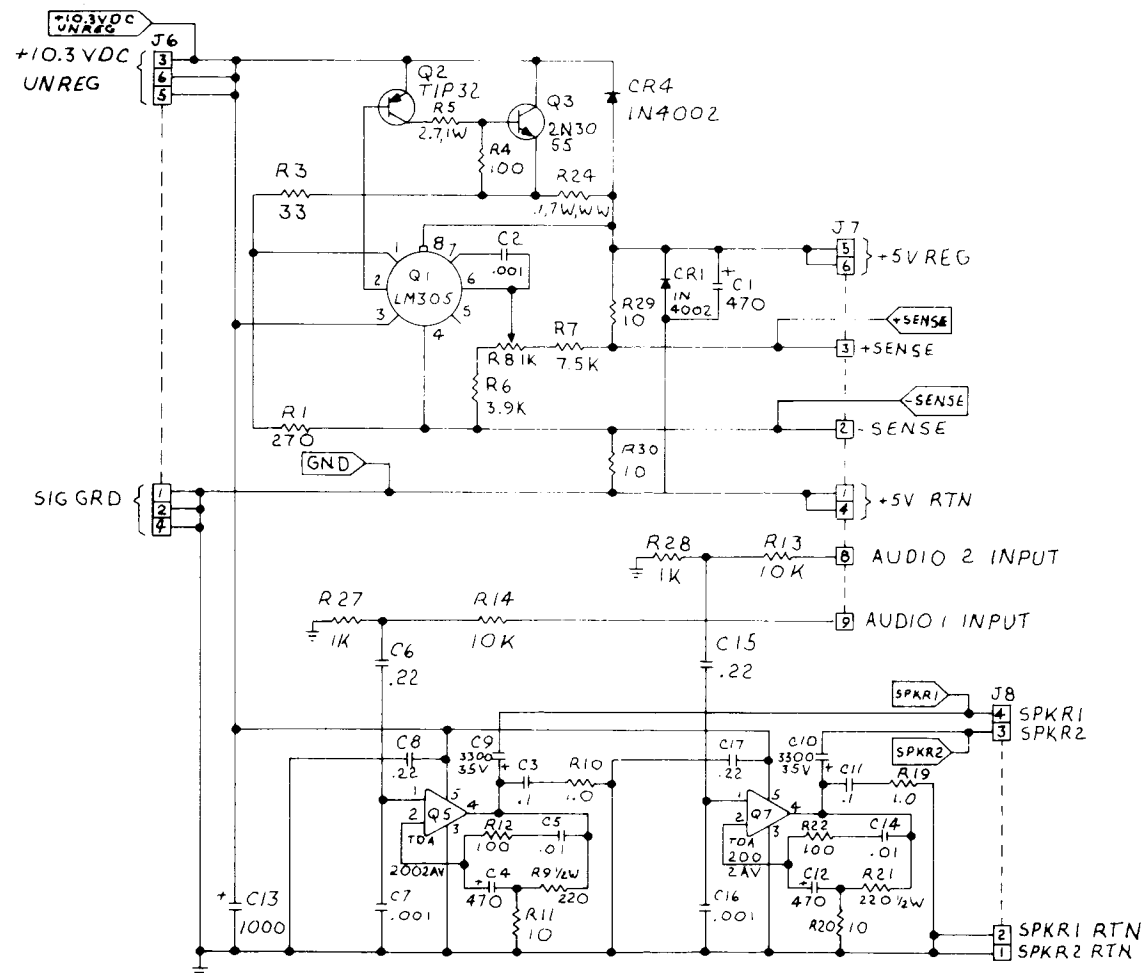 +10.3VDC
UNREG
J6
+10.3 VDC
UNREG
3
6
5
Q2
TIP32
R5
2.7,1W
Q3
2N30
55
CR4
1N4002
R4
100
R3
33
R24
.1,7W,WW
1
8
7
C2
.001
2
Q1
LM305
6
3
4
5
J7
5
6
+5V REG
CR1
1N
4002
+
C1
470
R29
10
+SENSE
R8 1K
R7
7.5K
3
+SENSE
R6
3.9K
-SENSE
R1
270
2
-SENSE
GND
R30
10
SIG GRD
1
2
4
1
4
+5V RTN
R28
1K
R13
10K
8
AUDIO 2 INPUT
R27
1K
R14
10K
9
AUDIO 1 INPUT
C6
.22
C15
.22
SPKR1
J8
4
SPKR1
3
SPKR2
SPKR2
C8
.22
C9
3300
35V
+
C3
.1
R10
1.0
C17
.22
C10
3300
35V
+
C11
.1
R19
1.0
1
5
2
Q5
4
3
TDA
2002AV
R12
100
C5
.01
1
5
2
Q7
4
3
TDA
200
2AV
R22
100
C14
.01
+
C4
470
R9 1/2W
220
+
C12
470
R21
220 1/2W
+
C13
1000
C7
.001
R11
10
C16
.001
R20
10
2
SPKR1 RTN
1
SPKR2 RTN